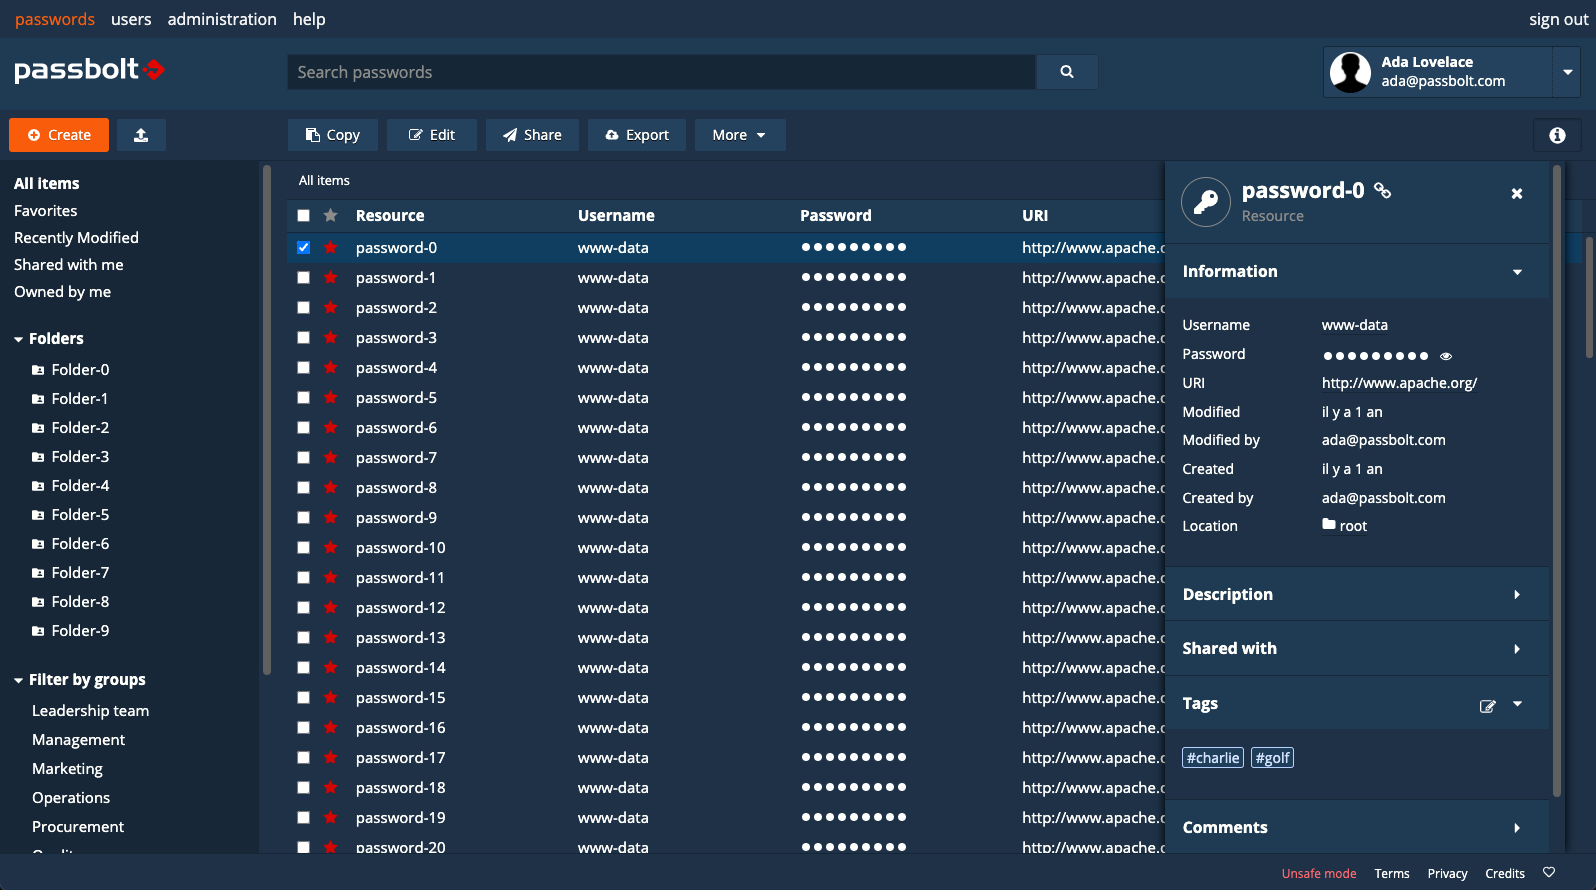 passwords users administration help sign out
passbolt
Search passwords
Ada Lovelace
ada@passbolt.com
Create
Copy Edit Share Export More
All items
Favorites
Recently Modified
Shared with me
Owned by me
Folders
Folder-0
Folder-1
Folder-2
Folder-3
Folder-4
Folder-5
Folder-6
Folder-7
Folder-8
Folder-9
Filter by groups
Leadership team
Management
Marketing
Operations
Procurement
All items
Resource Username Password URI
password-0 www-data ●●●●●●●●● http://www.apache.o
password-1 www-data ●●●●●●●●● http://www.apache.o
password-2 www-data ●●●●●●●●● http://www.apache.o
password-3 www-data ●●●●●●●●● http://www.apache.o
password-4 www-data ●●●●●●●●● http://www.apache.o
password-5 www-data ●●●●●●●●● http://www.apache.o
password-6 www-data ●●●●●●●●● http://www.apache.o
password-7 www-data ●●●●●●●●● http://www.apache.o
password-8 www-data ●●●●●●●●● http://www.apache.o
password-9 www-data ●●●●●●●●● http://www.apache.o
password-10 www-data ●●●●●●●●● http://www.apache.o
password-11 www-data ●●●●●●●●● http://www.apache.o
password-12 www-data ●●●●●●●●● http://www.apache.o
password-13 www-data ●●●●●●●●● http://www.apache.o
password-14 www-data ●●●●●●●●● http://www.apache.o
password-15 www-data ●●●●●●●●● http://www.apache.o
password-16 www-data ●●●●●●●●● http://www.apache.o
password-17 www-data ●●●●●●●●● http://www.apache.o
password-18 www-data ●●●●●●●●● http://www.apache.o
password-19 www-data ●●●●●●●●● http://www.apache.o
password-20 www-data ●●●●●●●●● http://www.apache.o
password-0
Resource
Information
Username www-data
Password ●●●●●●●●●
URI http://www.apache.org/
Modified il y a 1 an
Modified by ada@passbolt.com
Created il y a 1 an
Created by ada@passbolt.com
Location root
Description
Shared with
Tags
#charlie #golf
Comments
Unsafe mode Terms Privacy Credits